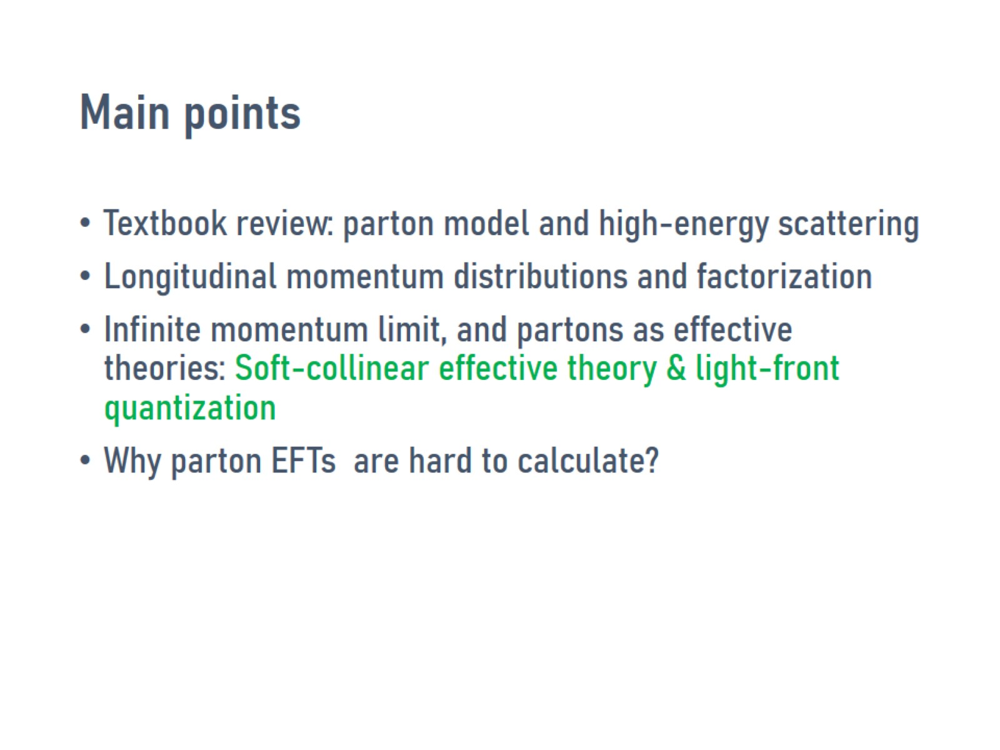 Main points
• Textbook review: parton model and high-energy scattering
• Longitudinal momentum distributions and factorization
• Infinite momentum limit, and partons as effective
theories: Soft-collinear effective theory & light-front
quantization
• Why parton EFTs  are hard to calculate?